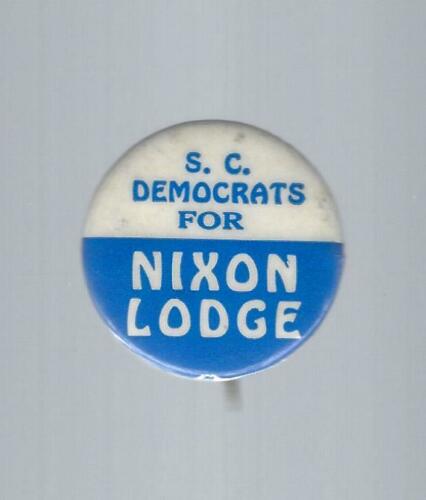 S. C.
DEMOCRATS
FOR
NIXON
LODGE